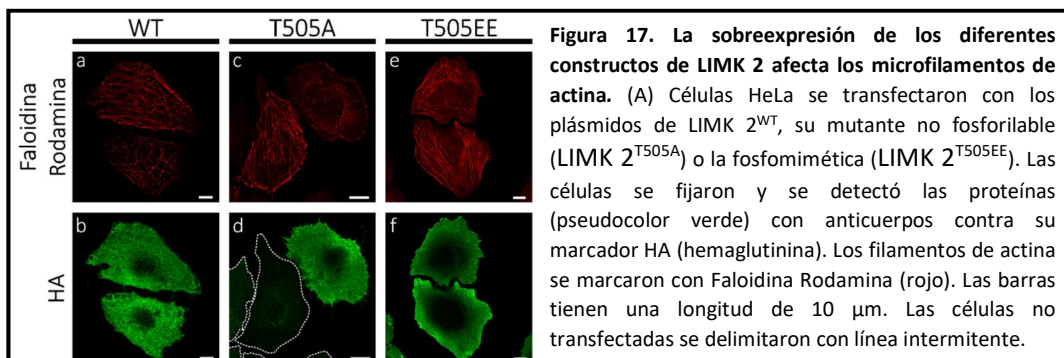 WT
T505A
T505EE
Faloidina
Rodamina
a
c
e
HA
b
d
f
Figura 17. La sobreexpresión de los diferentes
constructos de LIMK 2 afecta los microfilamentos de
actina. (A) Células HeLa se transfectaron con los
plásmidos de LIMK 2WT, su mutante no fosforilable
(LIMK 2T505A) o la fosfomimética (LIMK 2T505EE). Las
células se fijaron y se detectó las proteínas
(pseudocolor verde) con anticuerpos contra su
marcador HA (hemaglutinina). Los filamentos de actina
se marcaron con Faloidina Rodamina (rojo). Las barras
tienen una longitud de 10 μm. Las células no
transfectadas se delimitaron con línea intermitente.